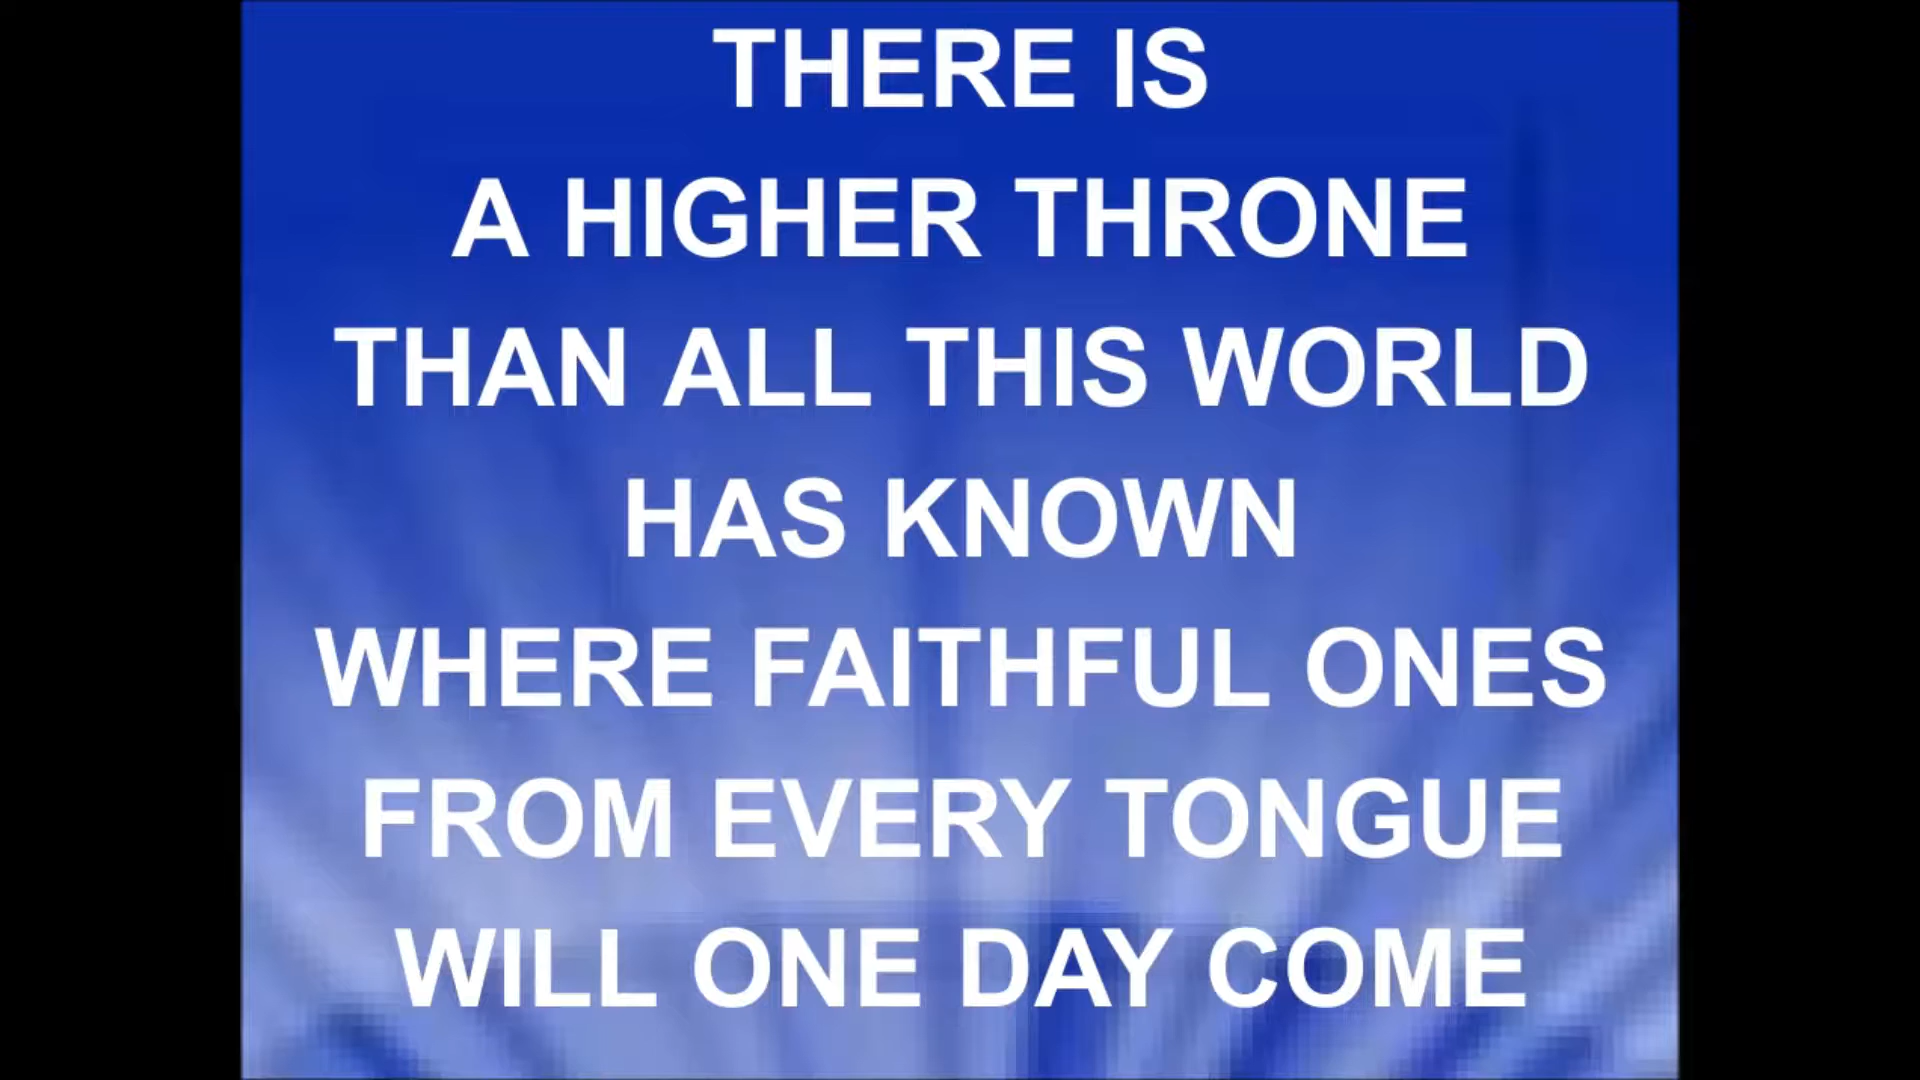 THERE IS
A HIGHER THRONE
THAN ALL THIS WORLD
HAS KNOWN
WHERE FAITHFUL ONES
FROM EVERY TONGUE
WILL ONE DAY COME